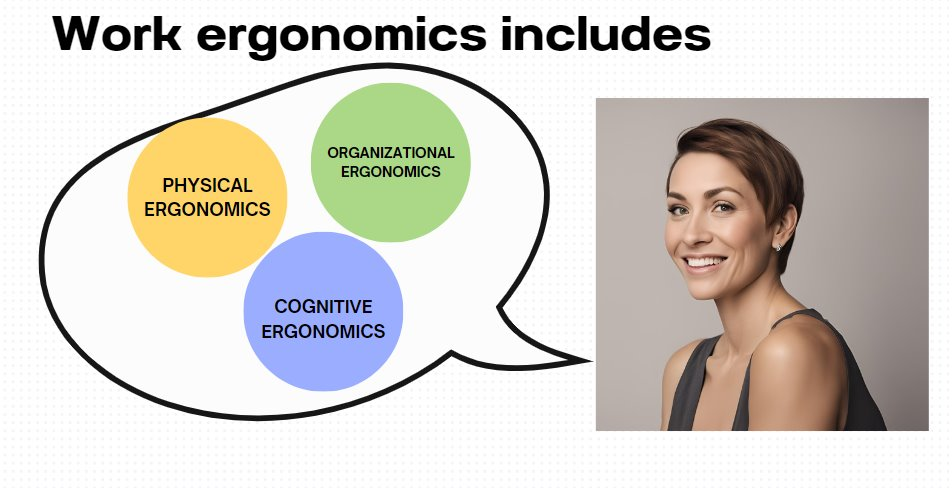 Work ergonomics includes
PHYSICAL
ERGONOMICS
ORGANIZATIONAL
ERGONOMICS
COGNITIVE
ERGONOMICS